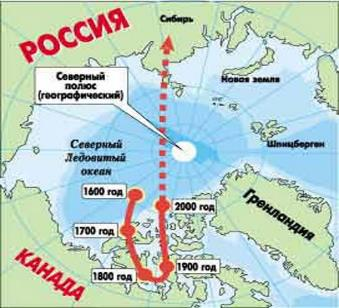 РОССИЯ
Сибирь
Северный
полюс
(географический)
Новая земля
Северный
Ледовитый
океан
Шпицберген
1600 год
2000 год
Гренландия
1700 год
КАНАДА
1800 год
1900 год